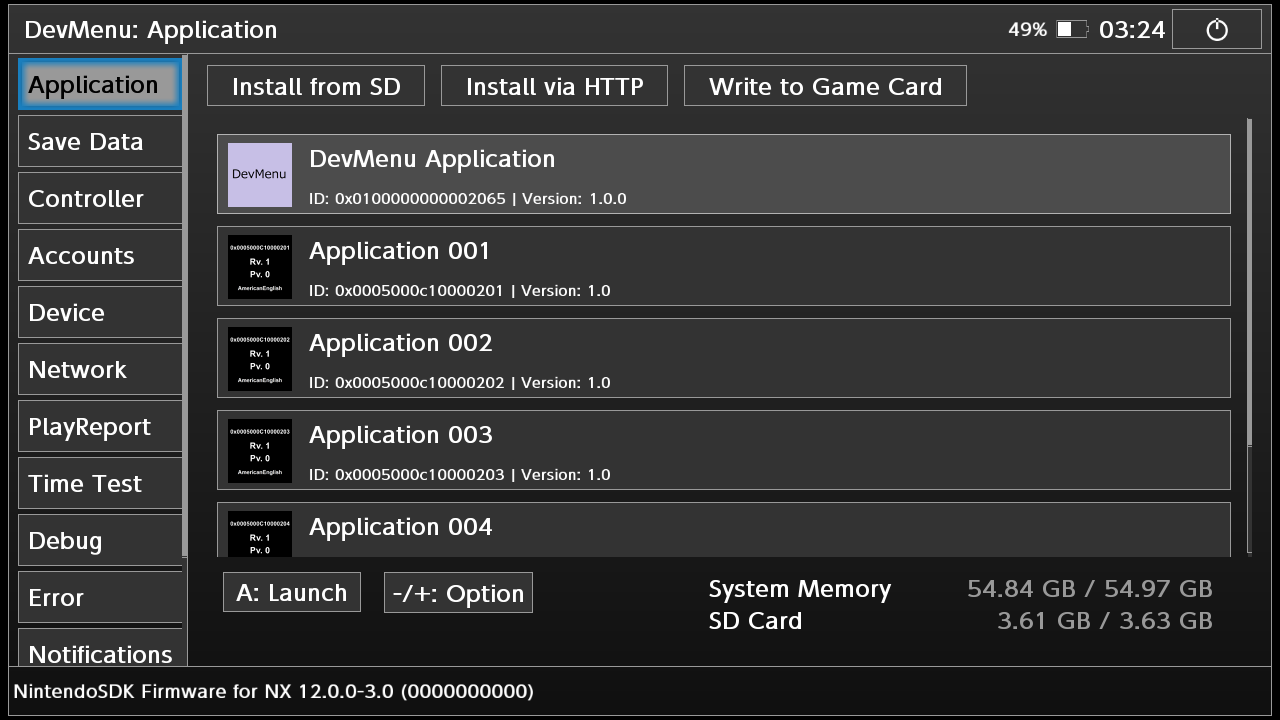 DevMenu: Application
49% 03:24
Application
Save Data
Controller
Accounts
Device
Network
PlayReport
Time Test
Debug
Error
Notifications
Install from SD
Install via HTTP
Write to Game Card
DevMenu
DevMenu Application
ID: 0x0100000000002065 | Version: 1.0.0
0x0005000C10000201
Rv. 1
Pv. 0
AmericanEnglish
Application 001
ID: 0x0005000c10000201 | Version: 1.0
0x0005000C10000202
Rv. 1
Pv. 0
AmericanEnglish
Application 002
ID: 0x0005000c10000202 | Version: 1.0
0x0005000C10000203
Rv. 1
Pv. 0
AmericanEnglish
Application 003
ID: 0x0005000c10000203 | Version: 1.0
0x0005000C10000204
Rv. 1
Pv. 0
Application 004
A: Launch
-/+: Option
System Memory 54.84 GB / 54.97 GB
SD Card 3.61 GB / 3.63 GB
NintendoSDK Firmware for NX 12.0.0-3.0 (0000000000)